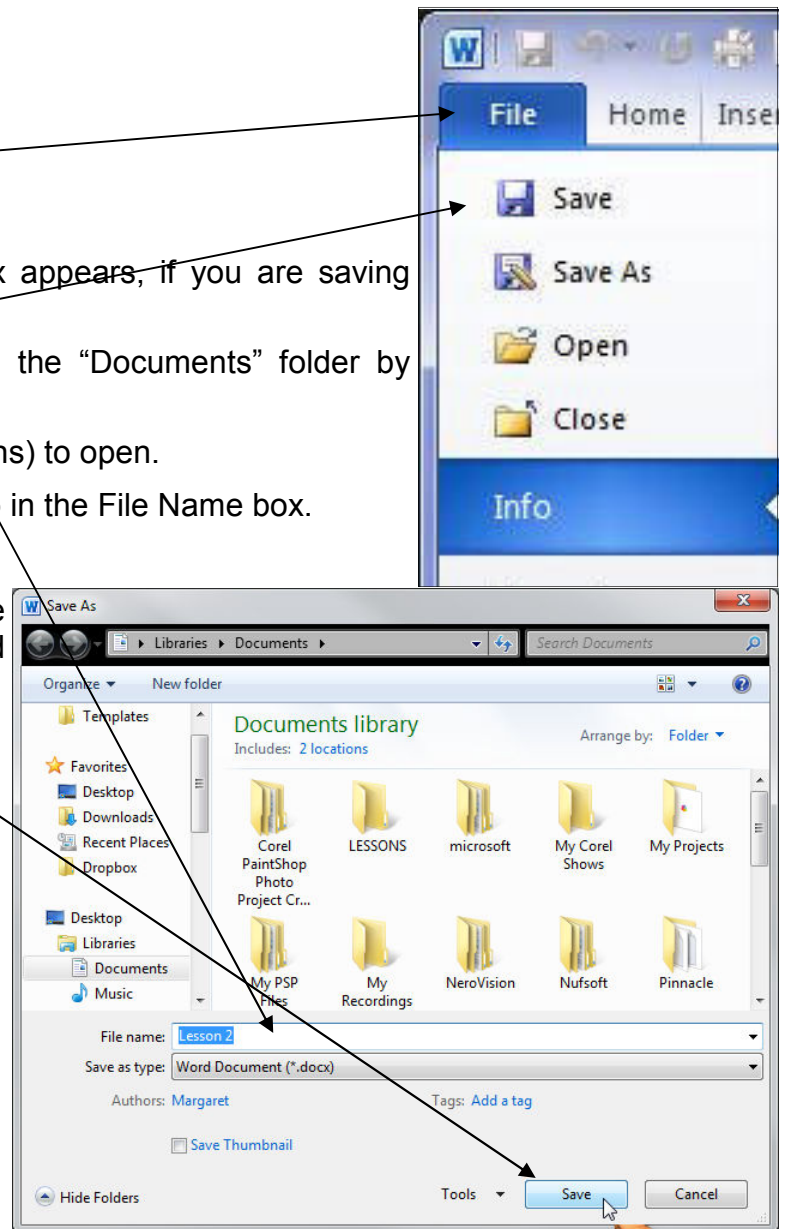 File Home Inser
Save
x appears, if you are saving
Save As
the “Documents” folder by
Open
Close
ns) to open.
in the File Name box.
Info
e
d
Save As
Libraries Documents
Search Documents
Organize New folder
Templates
Favorites
Desktop
Downloads
Recent Places
Dropbox
Desktop
Libraries
Documents
Music
Documents library
Includes: 2 locations
Arrange by: Folder
Corel PaintShop Photo Project Cr...
LESSONS
microsoft
My Corel Shows
My Projects
My PSP Files
My Recordings
NeroVision
Nufsoft
Pinnacle
File name: Lesson 2
Save as type: Word Document (*.docx)
Authors: Margaret
Tags: Add a tag
Save Thumbnail
Hide Folders
Tools Save Cancel